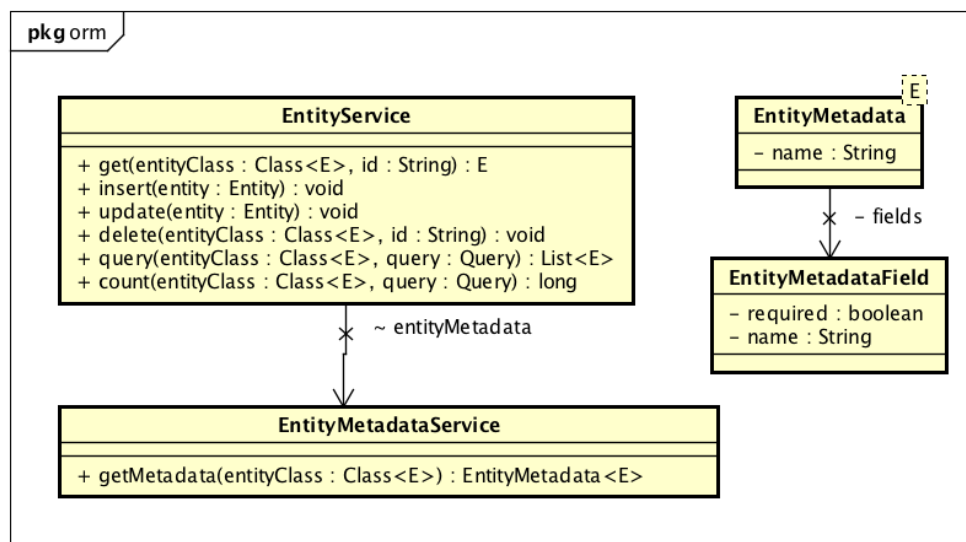 pkg orm
EntityService
+ get(entityClass : Class<E>, id : String) : E
+ insert(entity : Entity) : void
+ update(entity : Entity) : void
+ delete(entityClass : Class<E>, id : String) : void
+ query(entityClass : Class<E>, query : Query) : List<E>
+ count(entityClass : Class<E>, query : Query) : long
~ entityMetadata
EntityMetadataService
+ getMetadata(entityClass : Class<E>) : EntityMetadata<E>
E
EntityMetadata
- name : String
- fields
EntityMetadataField
- required : boolean
- name : String